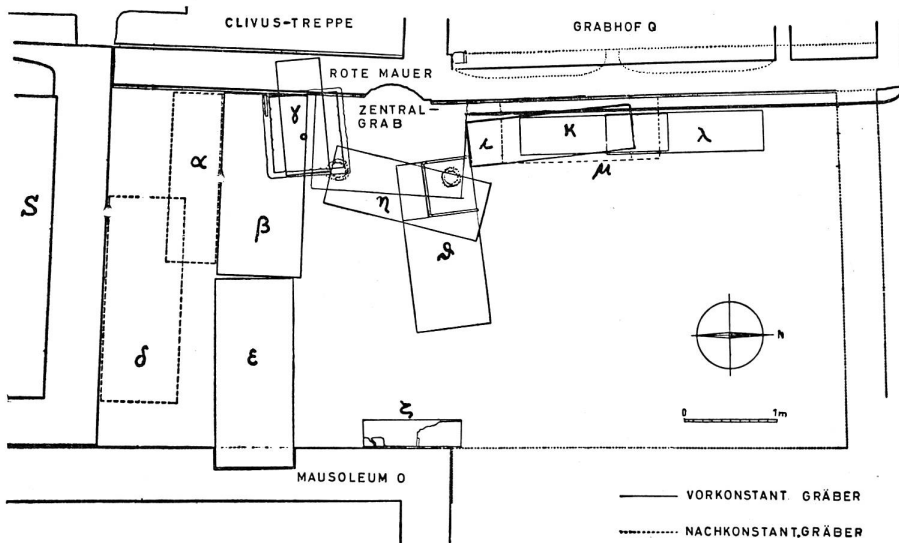 CLIVUS-TREPPE
GRABHOF Q
ROTE MAUER
ZENTRAL-
GRAB
γ
ι
κ
λ
μ
α
S
η
β
ϑ
δ
ε
N
ζ
0 1m
MAUSOLEUM O
VORKONSTANT. GRÄBER
NACHKONSTANT. GRÄBER